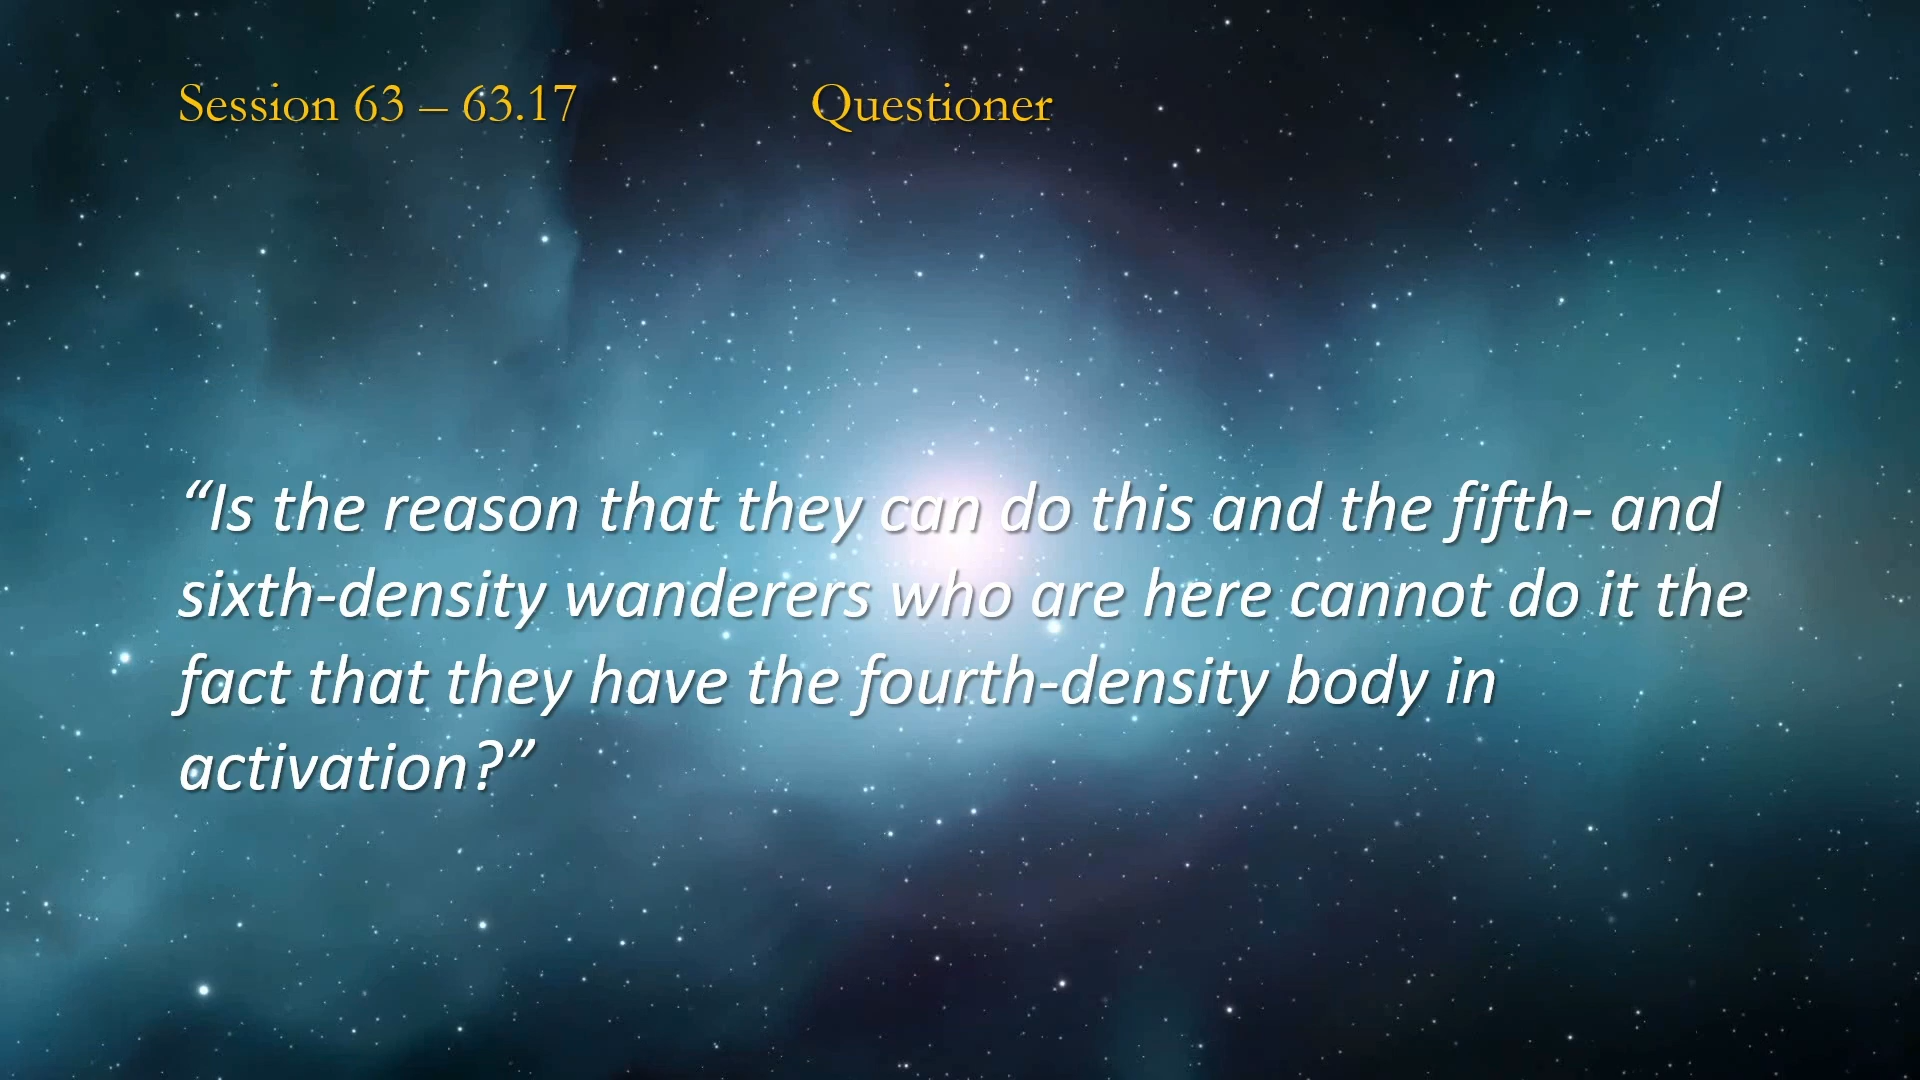 Session 63 – 63.17 Questioner
“Is the reason that they can do this and the fifth- and
sixth-density wanderers who are here cannot do it the
fact that they have the fourth-density body in
activation?”